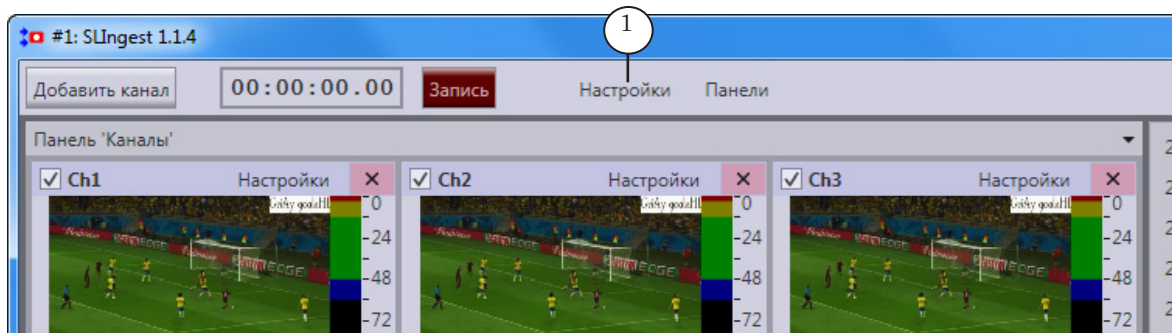 #1: SLIngest 1.1.4
1
Добавить канал 00:00:00.00 Запись Настройки Панели
Панель 'Каналы'
Ch1 Настройки Ch2 Настройки Ch3 Настройки
0 0 0
-24 -24 -24
-48 -48 -48
-72 -72 -72